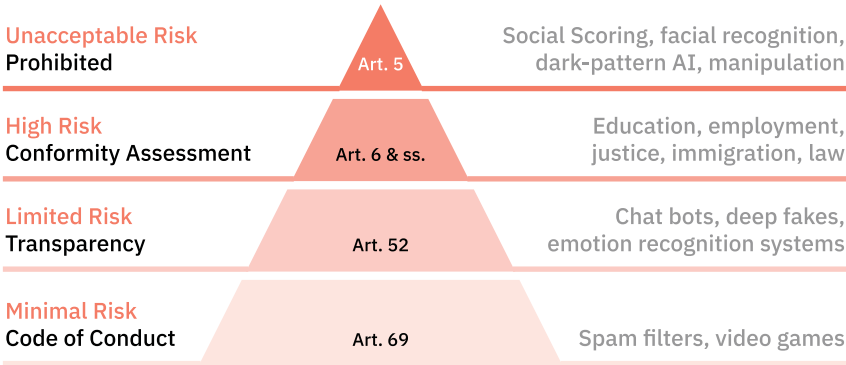 Unacceptable Risk
Prohibited
Art. 5
Social Scoring, facial recognition,
dark-pattern AI, manipulation
High Risk
Conformity Assessment
Art. 6 & ss.
Education, employment,
justice, immigration, law
Limited Risk
Transparency
Art. 52
Chat bots, deep fakes,
emotion recognition systems
Minimal Risk
Code of Conduct
Art. 69
Spam filters, video games